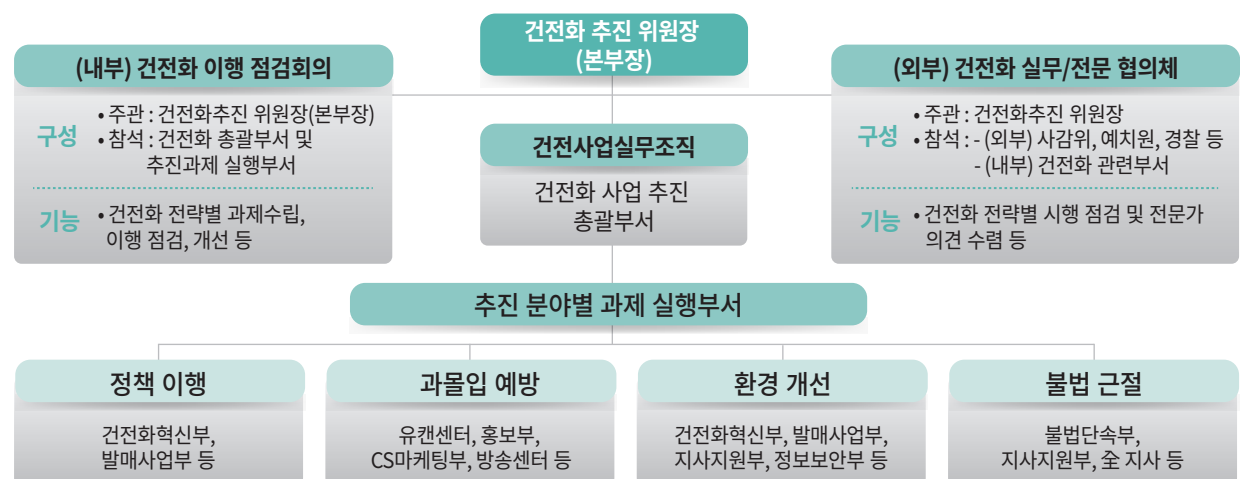 건전화 추진 위원장
(본부장)
(내부) 건전화 이행 점검회의
구성
• 주관 : 건전화추진 위원장(본부장)
• 참석 : 건전화 총괄부서 및
추진과제 실행부서
기능
• 건전화 전략별 과제수립,
이행 점검, 개선 등
건전사업실무조직
건전화 사업 추진
총괄부서
(외부) 건전화 실무/전문 협의체
구성
• 주관 : 건전화추진 위원장
• 참석 : - (외부) 사감위, 예치원, 경찰 등
- (내부) 건전화 관련부서
기능
• 건전화 전략별 시행 점검 및 전문가
의견 수렴 등
추진 분야별 과제 실행부서
정책 이행
건전화혁신부,
발매사업부 등
과몰입 예방
유캔센터, 홍보부,
CS마케팅부, 방송센터 등
환경 개선
건전화혁신부, 발매사업부,
지사지원부, 정보보안부 등
불법 근절
불법단속부,
지사지원부, 全 지사 등